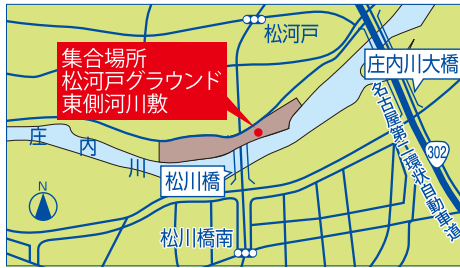 松河戸
集合場所
松河戸グラウンド
東側河川敷
庄内川大橋
名古屋第二環状自動車道
302
庄内川
松川橋
N
松川橋南